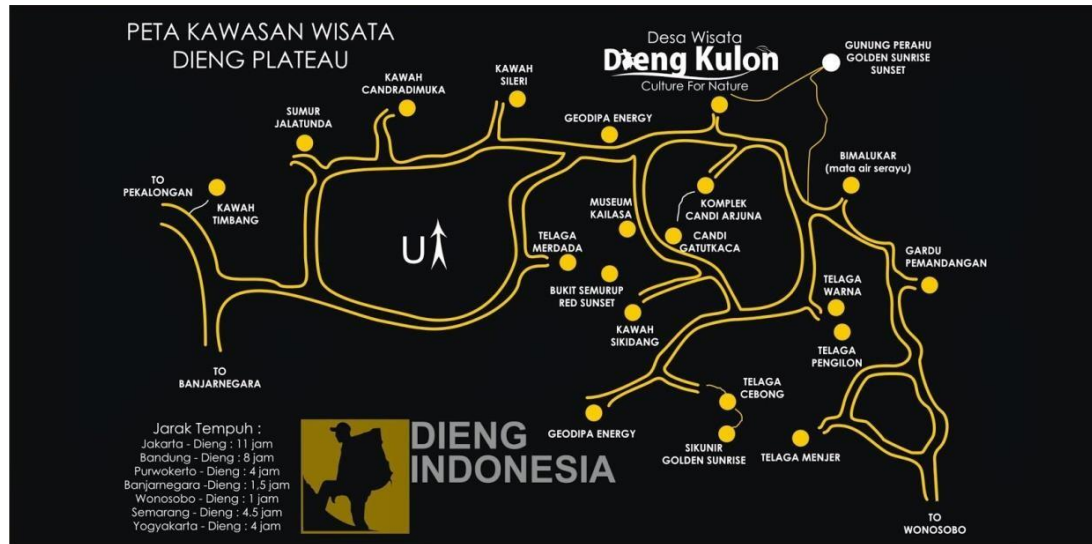 PETA KAWASAN WISATA
DIENG PLATEAU
Desa Wisata
Dieng Kulon
Culture For Nature
GUNUNG PERAHU
GOLDEN SUNRISE
SUNSET
KAWAH
CANDRADIMUKA
KAWAH
SILERI
SUMUR
JALATUNDA
GEODIPA ENERGY
BIMALUKAR
(mata air serayu)
TO
PEKALONGAN
KAWAH
TIMBANG
MUSEUM
KAILASA
KOMPLEK
CANDI ARJUNA
CANDI
GATUTKACA
U
TELAGA
MERDADA
BUKIT SEMURUP
RED SUNSET
GARDU
PEMANDANGAN
TELAGA
WARNA
KAWAH
SIKIDANG
TELAGA
PENGILON
TO
BANJARNEGARA
TELAGA
CEBONG
GEODIPA ENERGY
SIKUNIR
GOLDEN SUNRISE
TELAGA MENJER
TO
WONOSOBO
Jarak Tempuh :
Jakarta - Dieng : 11 jam
Bandung - Dieng : 8 jam
Purwokerto - Dieng : 4 jam
Banjarnegara -Dieng : 1,5 jam
Wonosobo - Dieng : 1 jam
Semarang - Dieng : 4.5 jam
Yogyakarta - Dieng : 4 jam
DIENG
INDONESIA